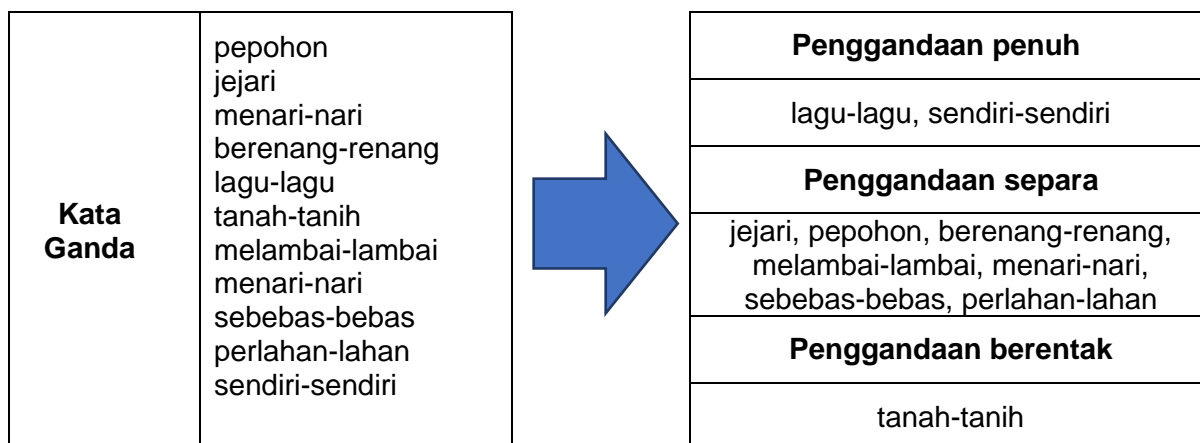 Kata
Ganda
pepohon
jejari
menari-nari
berenang-renang
lagu-lagu
tanah-tanih
melambai-lambai
menari-nari
sebebas-bebas
perlahan-lahan
sendiri-sendiri
Penggandaan penuh
lagu-lagu, sendiri-sendiri
Penggandaan separa
jejari, pepohon, berenang-renang,
melambai-lambai, menari-nari,
sebebas-bebas, perlahan-lahan
Penggandaan berentak
tanah-tanih